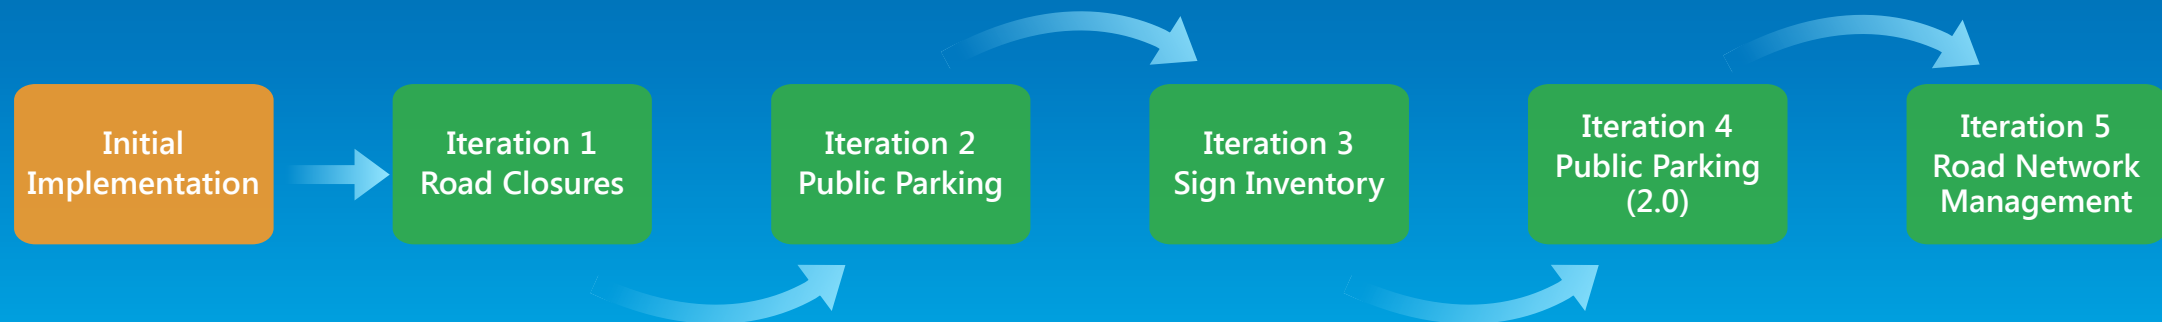 Initial
Implementation
Iteration 1
Road Closures
Iteration 2
Public Parking
Iteration 3
Sign Inventory
Iteration 4
Public Parking
(2.0)
Iteration 5
Road Network
Management